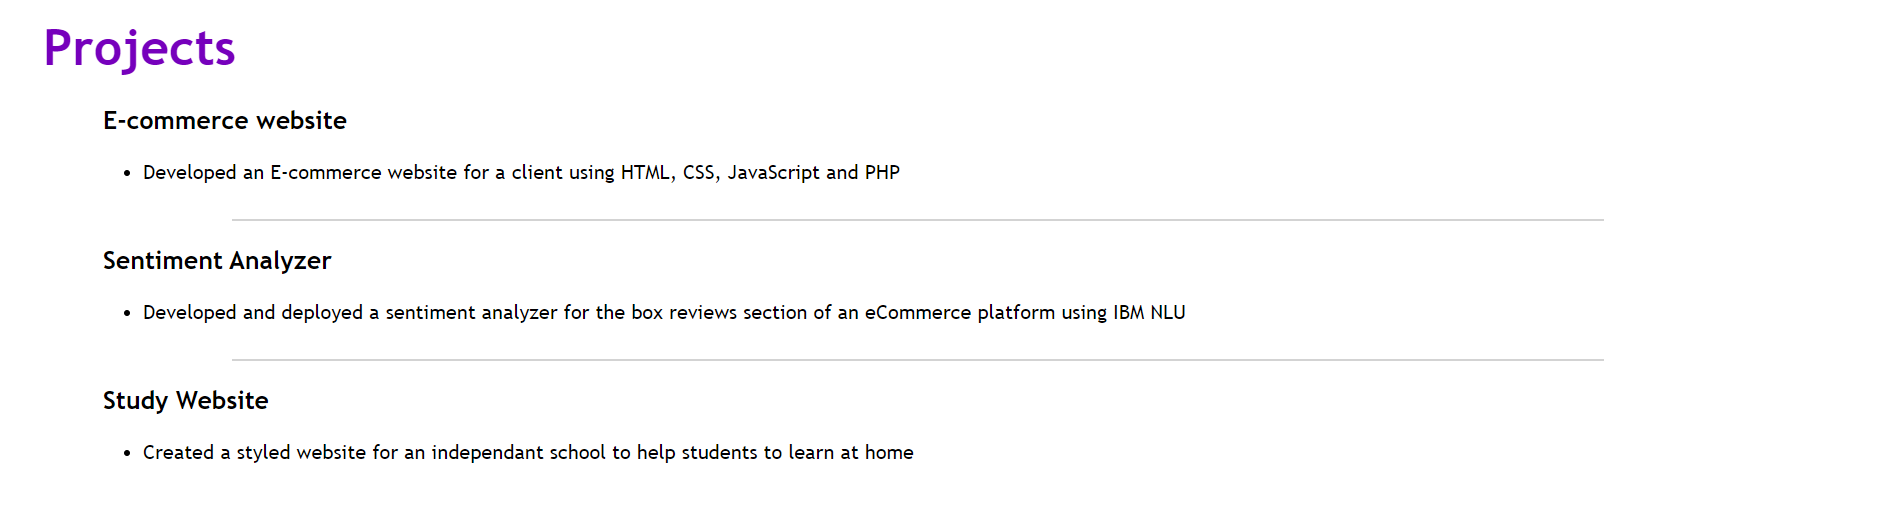 Projects
E-commerce website
• Developed an E-commerce website for a client using HTML, CSS, JavaScript and PHP
Sentiment Analyzer
• Developed and deployed a sentiment analyzer for the box reviews section of an eCommerce platform using IBM NLU
Study Website
• Created a styled website for an independant school to help students to learn at home